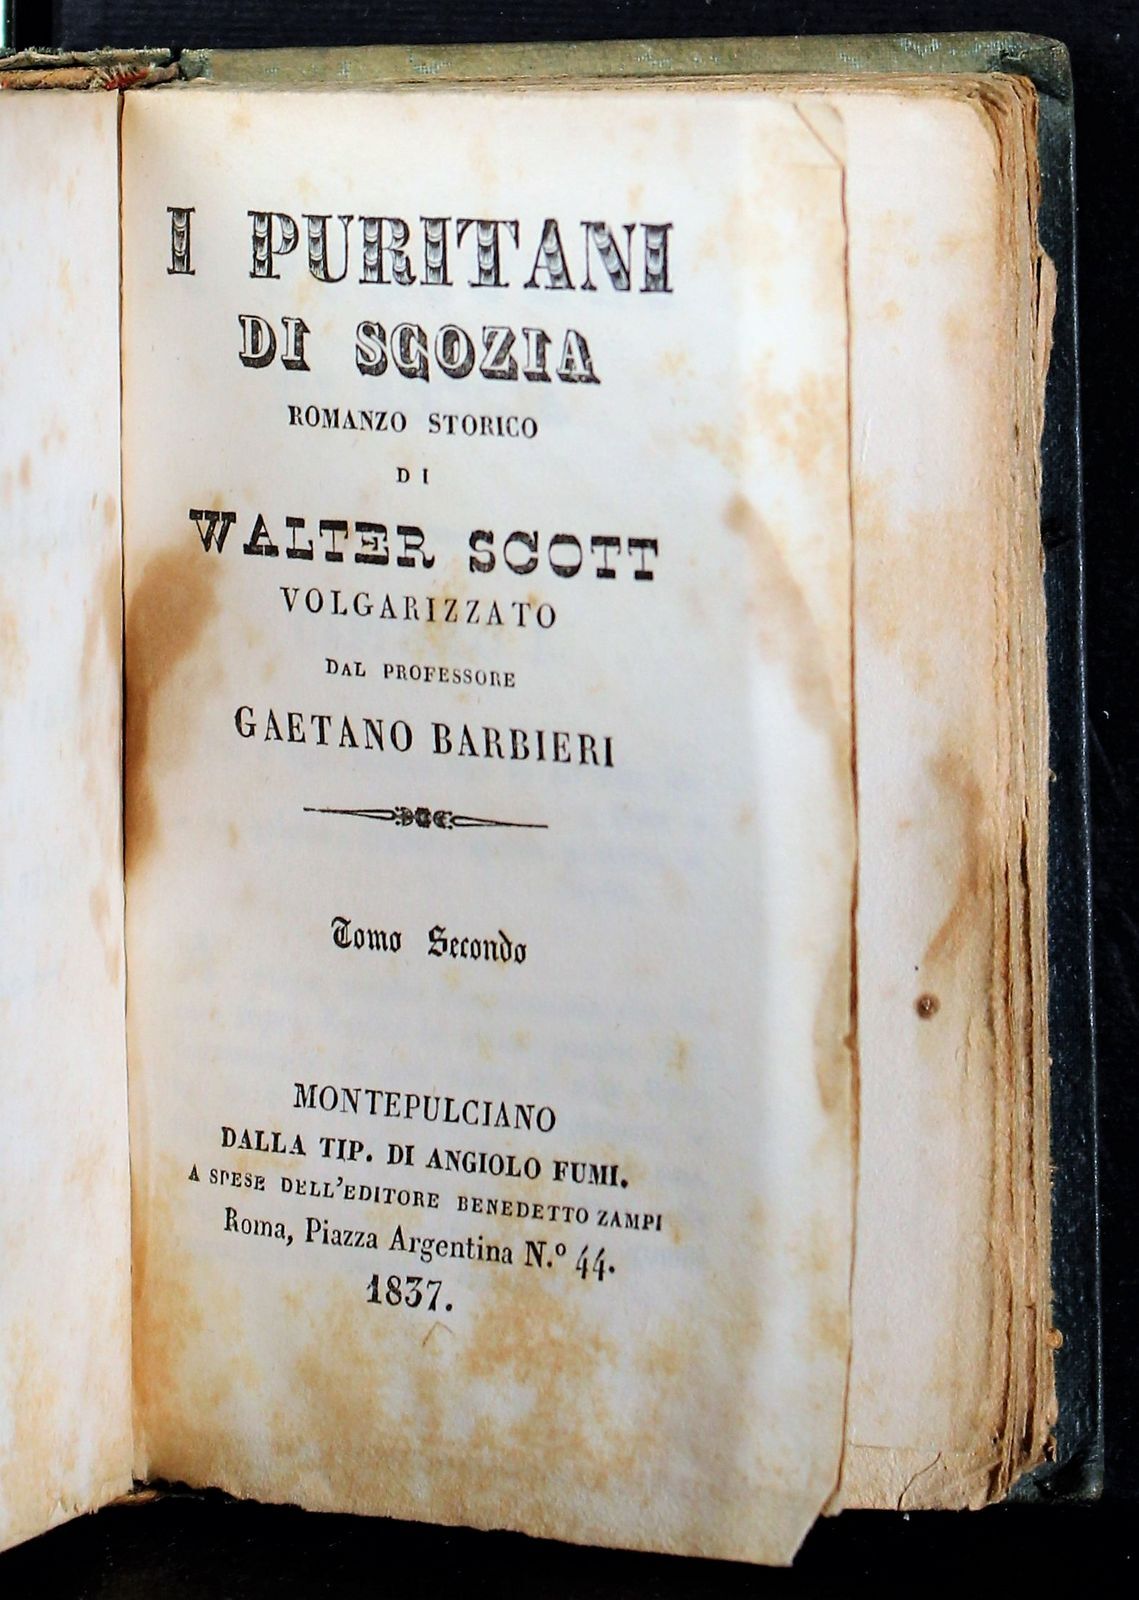 I PURITANI
DI SCOZIA
ROMANZO STORICO
DI
WALTER SCOTT
VOLGARIZZATO
DAL PROFESSORE
GAETANO BARBIERI
Tomo Secondo
MONTEPULCIANO
DALLA TIP. DI ANGIOLO FUMI.
A SPESE DELL'EDITORE BENEDETTO ZAMPI
Roma, Piazza Argentina N.º 44.
1837.